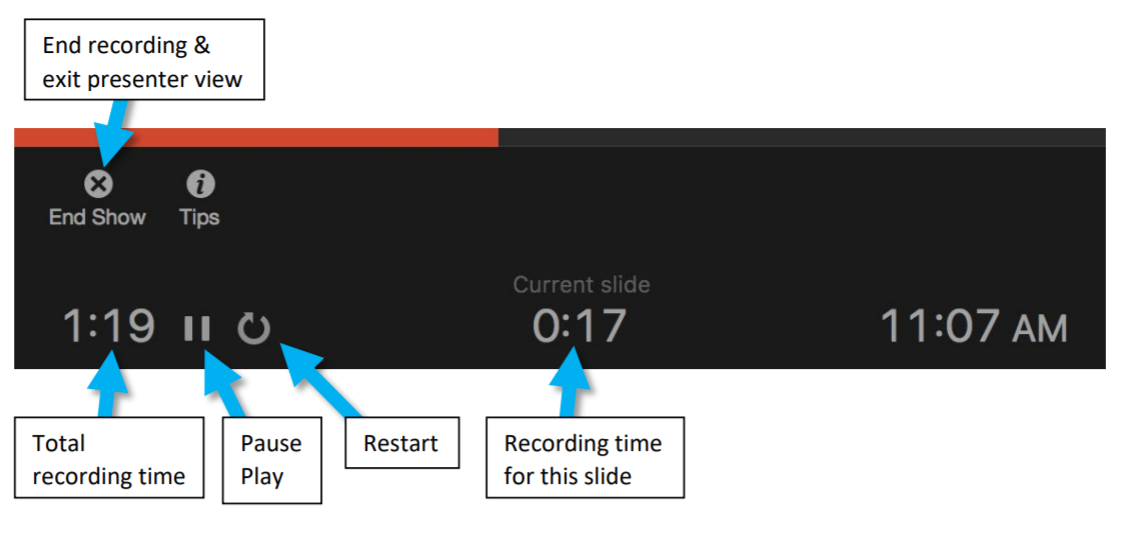 End recording &
exit presenter view
End Show
Tips
Current slide
1:19
0:17
11:07 AM
Total
recording time
Pause
Play
Restart
Recording time
for this slide